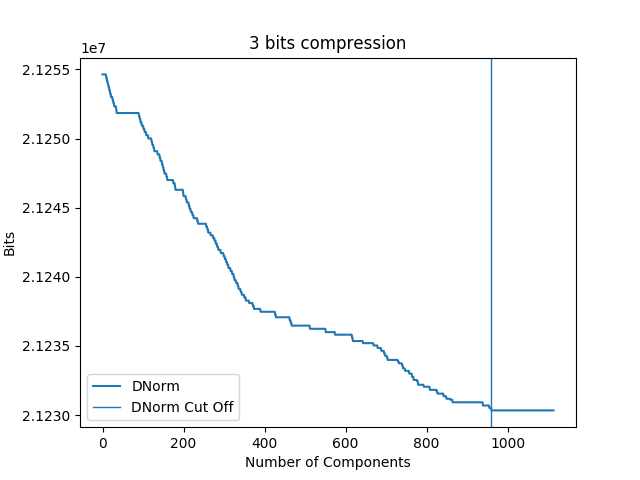 3 bits compression
1e7
2.1255
2.1250
2.1245
2.1240
2.1235
2.1230
Bits
DNorm
DNorm Cut Off
0 200 400 600 800 1000
Number of Components